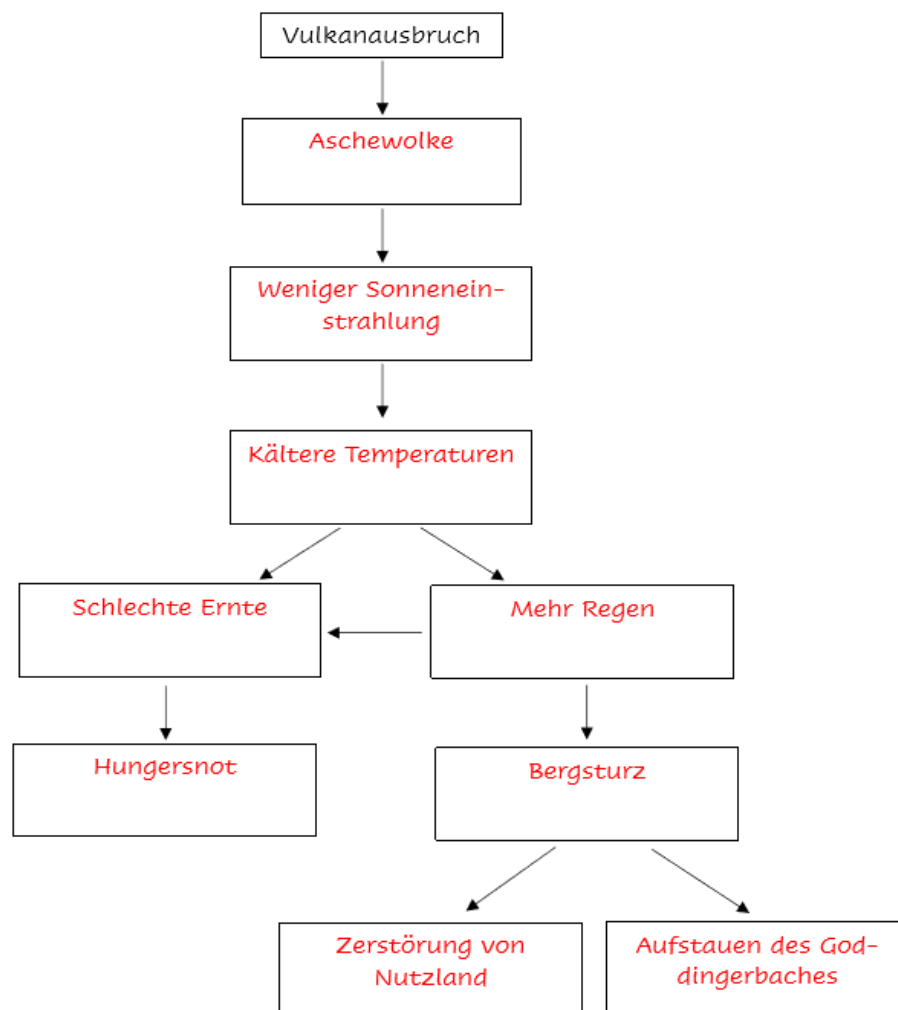 Vulkanausbruch
Aschewolke
Weniger Sonnenein-
strahlung
Kältere Temperaturen
Schlechte Ernte
Mehr Regen
Hungersnot
Bergsturz
Zerstörung von
Nutzland
Aufstauen des God-
dingerbaches